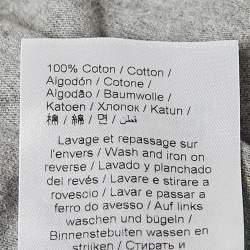 100% Coton / Cotton /
Algodón / Cotone /
Algodão / Baumwolle /
Katoen / Хлопок / Katun /
棉 / 綿 / 면 / قطن /
Lavage et repassage sur
l'envers / Wash and iron on
reverse / Lavado y planchado
del revés / Lavare e stirare a
rovescio / Lavar e passar a
ferro do avesso / Auf links
waschen und bügeln /
Binnenstebuiten wassen en
strijken / Стирать и